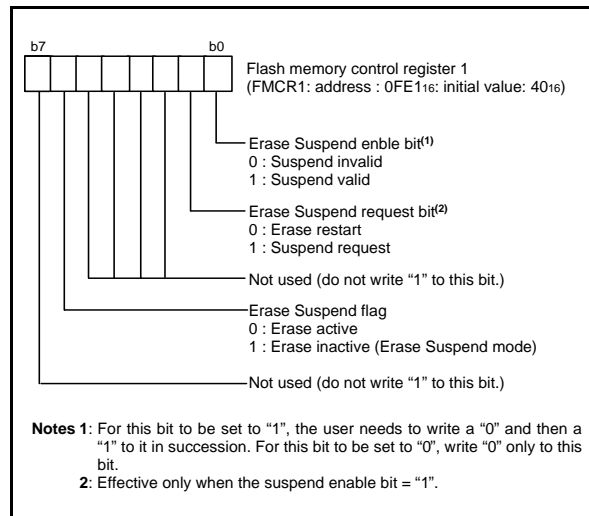 b7 b0
Flash memory control register 1
(FMCR1: address : 0FE116: initial value: 4016)
Erase Suspend enble bit(1)
0 : Suspend invalid
1 : Suspend valid
Erase Suspend request bit(2)
0 : Erase restart
1 : Suspend request
Not used (do not write “1” to this bit.)
Erase Suspend flag
0 : Erase active
1 : Erase inactive (Erase Suspend mode)
Not used (do not write “1” to this bit.)
Notes 1: For this bit to be set to “1”, the user needs to write a “0” and then a
“1” to it in succession. For this bit to be set to “0”, write “0” only to this
bit.
2: Effective only when the suspend enable bit = “1”.